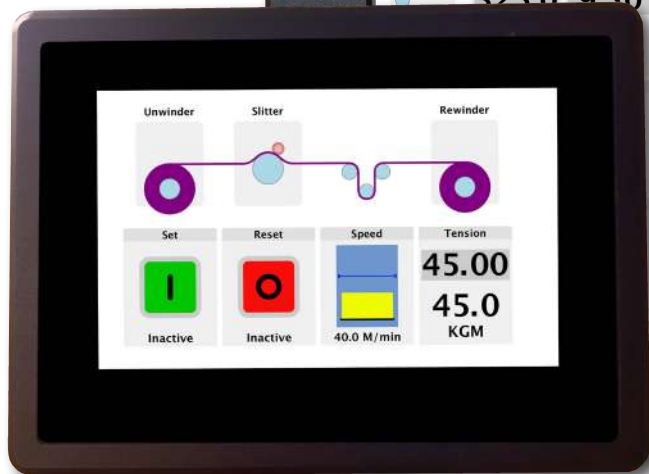 Unwinder
Slitter
Rewinder
Set
Reset
Speed
Tension
45.00
45.0
KGM
Inactive
Inactive
40.0 M/min